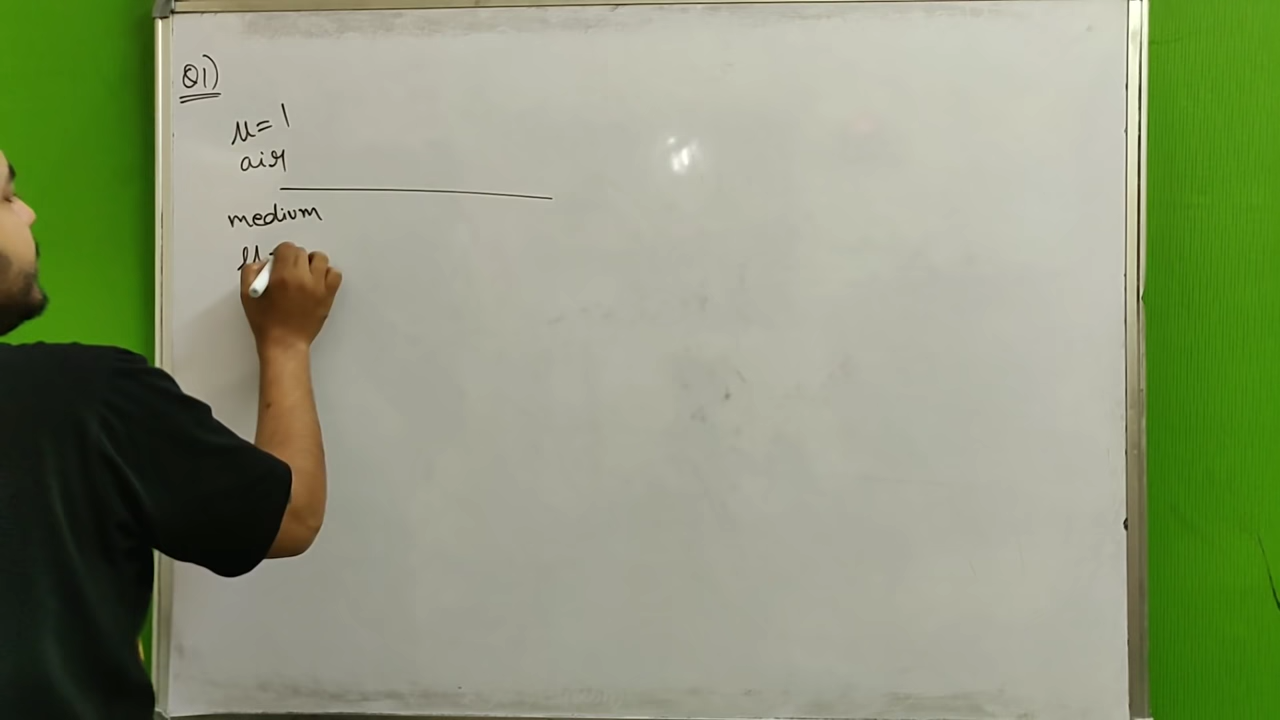 Q1)
μ = 1
air
medium
μ